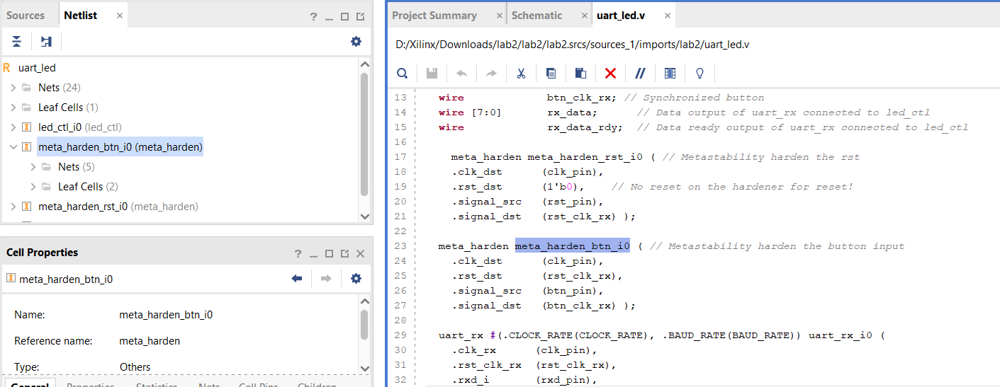 Sources Netlist × ? _
uart_led
Nets (24)
Leaf Cells (1)
led_ctl_i0 (led_ctl)
meta_harden_btn_i0 (meta_harden)
Nets (5)
Leaf Cells (2)
meta_harden_rst_i0 (meta_harden)
Cell Properties ? _ ×
meta_harden_btn_i0
Name: meta_harden_btn_i0
Reference name: meta_harden
Type: Others
General Properties Statistics Nets Cell Pins Children
Project Summary × Schematic × uart_led.v ×
D:/Xilinx/Downloads/lab2/lab2/lab2.srcs/sources_1/imports/lab2/uart_led.v
13 wire btn_clk_rx; // Synchronized button
14 wire [7:0] rx_data; // Data output of uart_rx connected to led_ctl
15 wire rx_data_rdy; // Data ready output of uart_rx connected to led_ctl
16
17 meta_harden meta_harden_rst_i0 ( // Metastability harden the rst
18 .clk_dst (clk_pin),
19 .rst_dst (1'b0), // No reset on the hardener for reset!
20 .signal_src (rst_pin),
21 .signal_dst (rst_clk_rx) );
22
23 meta_harden meta_harden_btn_i0 ( // Metastability harden the button input
24 .clk_dst (clk_pin),
25 .rst_dst (rst_clk_rx),
26 .signal_src (btn_pin),
27 .signal_dst (btn_clk_rx) );
28
29 uart_rx #(.CLOCK_RATE(CLOCK_RATE), .BAUD_RATE(BAUD_RATE)) uart_rx_i0 (
30 .clk_rx (clk_pin),
31 .rst_clk_rx (rst_clk_rx),
32 .rxd_i (rxd_pin),